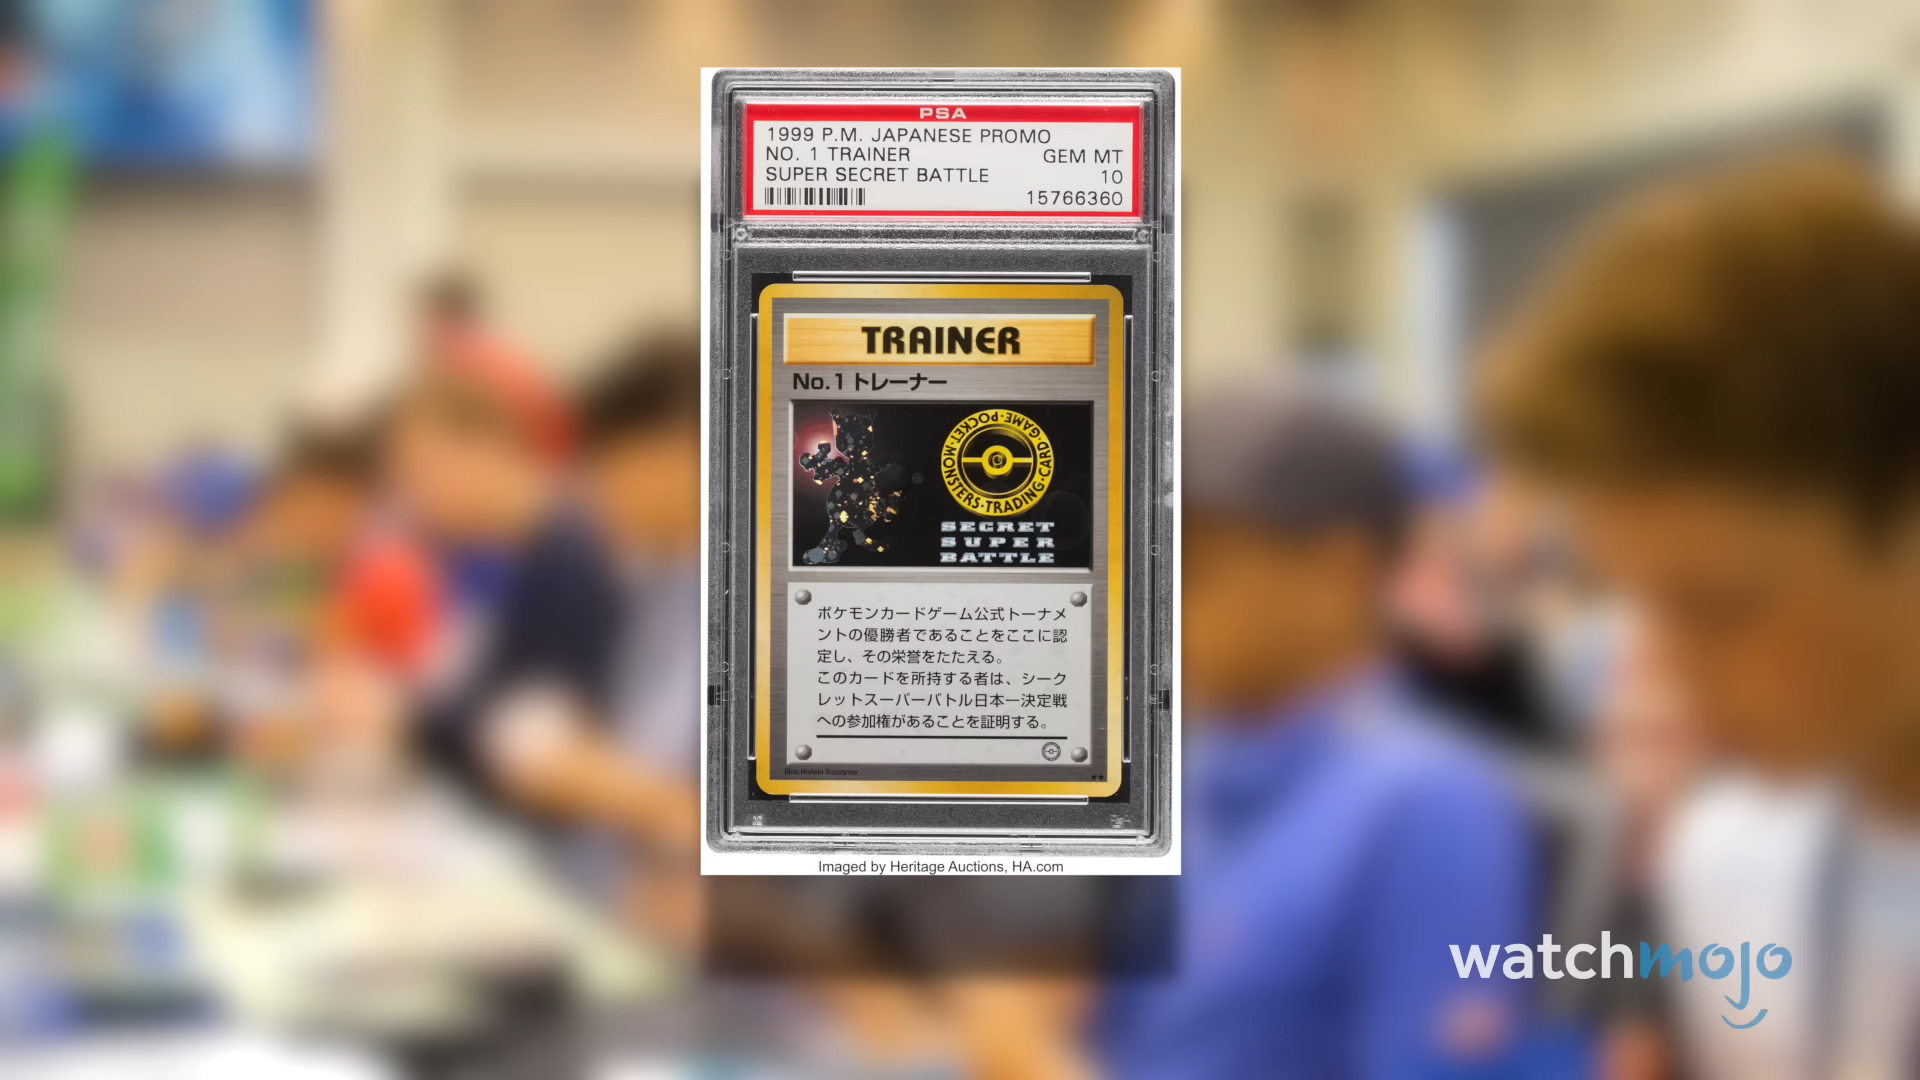 PSA
1999 P.M. JAPANESE PROMO
NO. 1 TRAINER GEM MT
SUPER SECRET BATTLE 10
15766360
TRAINER
No.1 トレーナー
POCKET·MONSTERS·TRADING·CARD·GAME·
SECRET
SUPER
BATTLE
ポケモンカードゲーム公式トーナメ
ントの優勝者であることをここに認
定し、その栄誉をたたえる。
このカードを所持する者は、シーク
レットスーパーバトル日本一決定戦
への参加権があることを証明する。
Illus.Hideki Kazama
Imaged by Heritage Auctions, HA.com
watchmojo